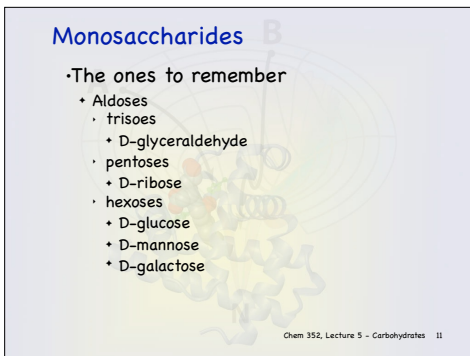 Monosaccharides
•The ones to remember
✦ Aldoses
‣ trisoes
✦ D-glyceraldehyde
‣ pentoses
✦ D-ribose
‣ hexoses
✦ D-glucose
✦ D-mannose
✦ D-galactose
B
A
N
Chem 352, Lecture 5 - Carbohydrates 11